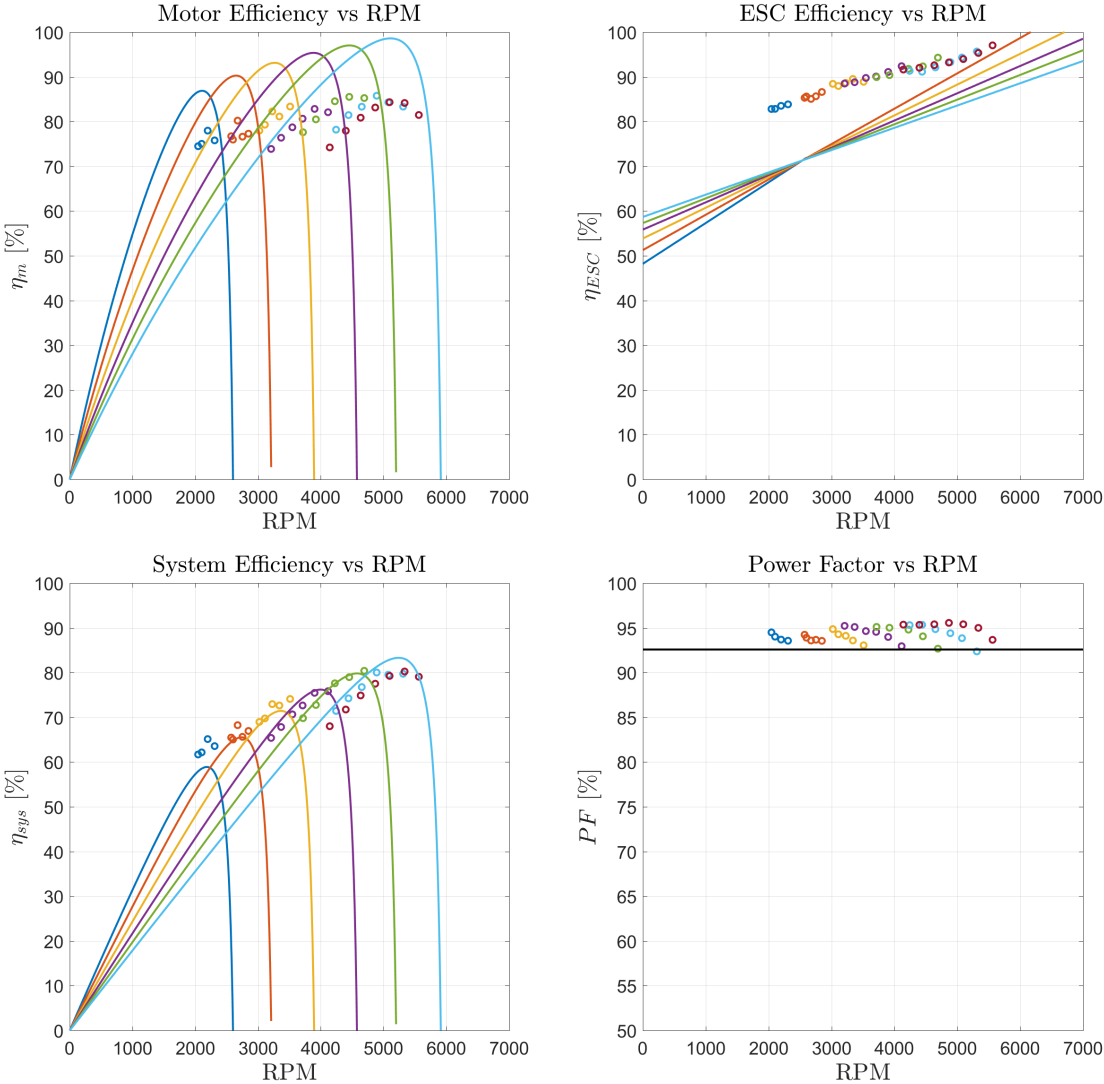 Motor Efficiency vs RPM
100
90
80
70
60
50
40
30
20
10
0
η_m [%]
0 1000 2000 3000 4000 5000 6000 7000
RPM
ESC Efficiency vs RPM
100
90
80
70
60
50
40
30
20
10
0
η_ESC [%]
0 1000 2000 3000 4000 5000 6000 7000
RPM
System Efficiency vs RPM
100
90
80
70
60
50
40
30
20
10
0
η_sys [%]
0 1000 2000 3000 4000 5000 6000 7000
RPM
Power Factor vs RPM
100
95
90
85
80
75
70
65
60
55
50
PF [%]
0 1000 2000 3000 4000 5000 6000 7000
RPM